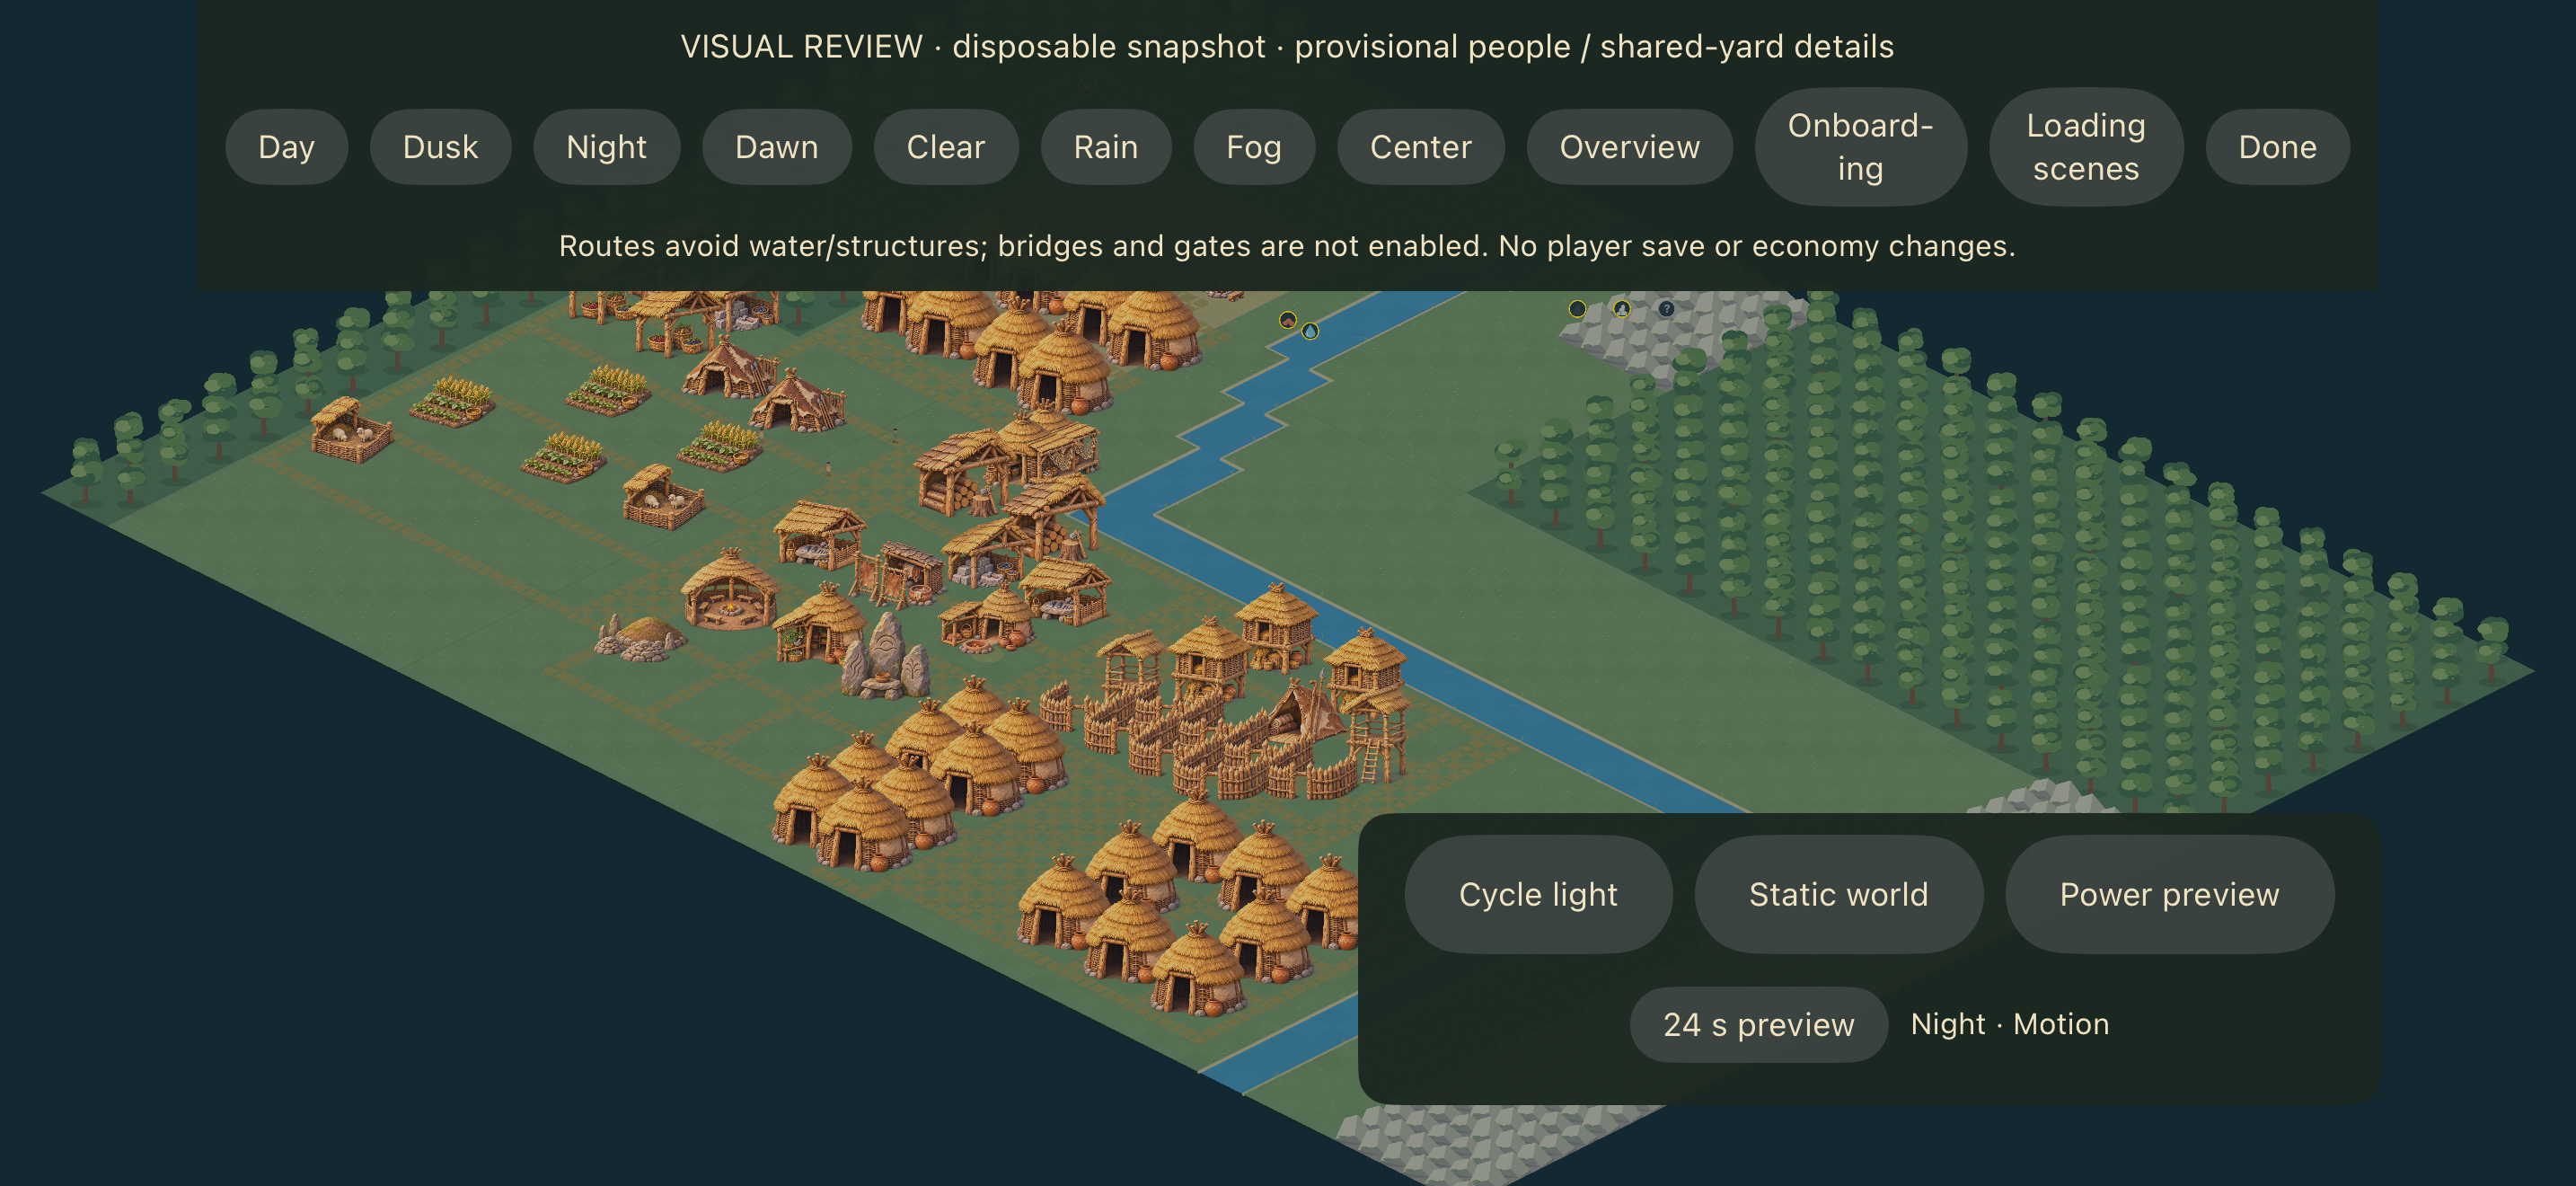 VISUAL REVIEW · disposable snapshot · provisional people / shared-yard details
Day
Dusk
Night
Dawn
Clear
Rain
Fog
Center
Overview
Onboard-
ing
Loading
scenes
Done
Routes avoid water/structures; bridges and gates are not enabled. No player save or economy changes.
?
Cycle light
Static world
Power preview
24 s preview
Night · Motion